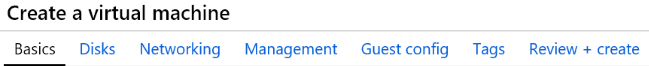 Create a virtual machine
Basics Disks Networking Management Guest config Tags Review + create